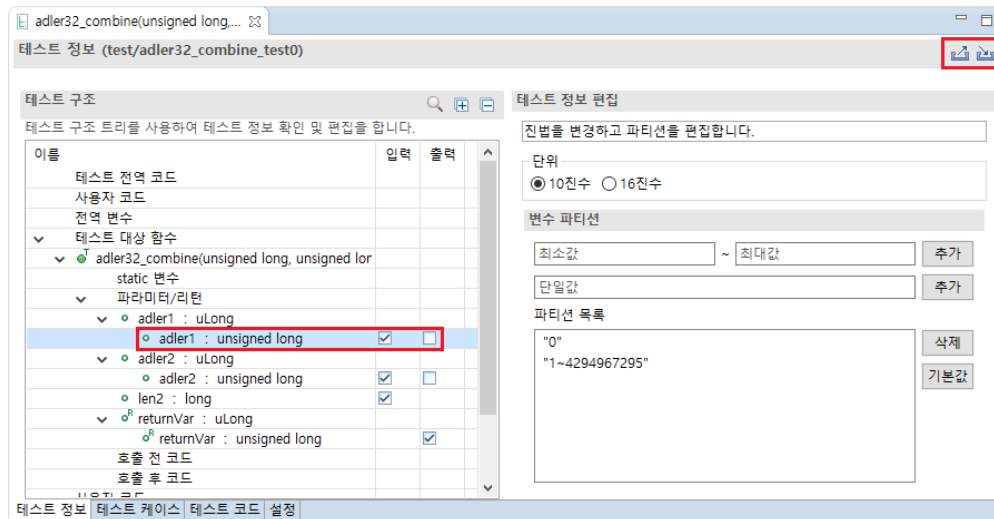 adler32_combine(unsigned long,...
테스트 정보 (test/adler32_combine_test0)
테스트 구조
테스트 구조 트리를 사용하여 테스트 정보 확인 및 편집을 합니다.
이름 입력 출력
테스트 전역 코드
사용자 코드
전역 변수
테스트 대상 함수
adler32_combine(unsigned long, unsigned lor
static 변수
파라미터/리턴
adler1 : uLong
adler1 : unsigned long
adler2 : uLong
adler2 : unsigned long
len2 : long
returnVar : uLong
returnVar : unsigned long
호출 전 코드
호출 후 코드
사용자 코드
테스트 정보 편집
진법을 변경하고 파티션을 편집합니다.
단위
10진수 16진수
변수 파티션
최소값 ~ 최대값 추가
단일값 추가
파티션 목록
"0"
"1~4294967295"
삭제
기본값
테스트 정보 테스트 케이스 테스트 코드 설정